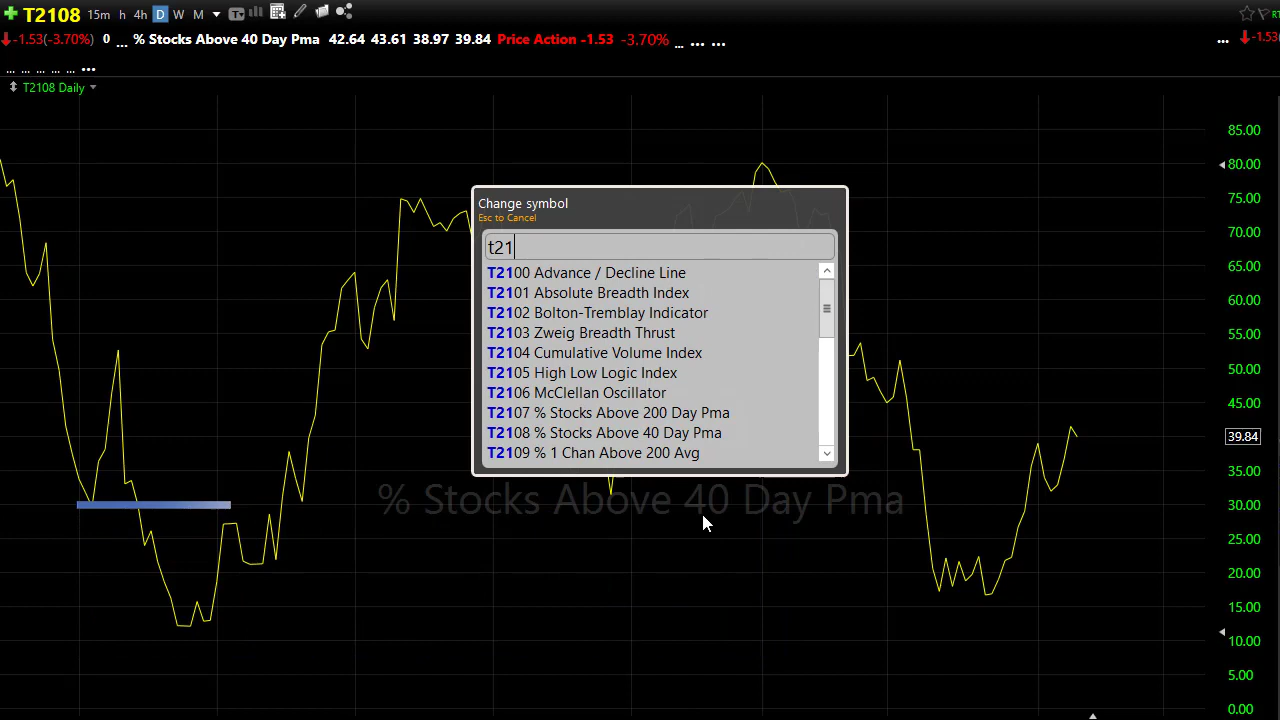 T2108 15m h 4h D W M
-1.53(-3.70%) 0 ... % Stocks Above 40 Day Pma 42.64 43.61 38.97 39.84 Price Action -1.53 -3.70% ... ... ... ... -1.53
... ... ... ... ... ...
T2108 Daily
85.00
80.00
75.00
70.00
65.00
60.00
55.00
50.00
45.00
39.84
35.00
30.00
25.00
20.00
15.00
10.00
5.00
0.00
Change symbol
Esc to Cancel
t21
T2100 Advance / Decline Line
T2101 Absolute Breadth Index
T2102 Bolton-Tremblay Indicator
T2103 Zweig Breadth Thrust
T2104 Cumulative Volume Index
T2105 High Low Logic Index
T2106 McClellan Oscillator
T2107 % Stocks Above 200 Day Pma
T2108 % Stocks Above 40 Day Pma
T2109 % 1 Chan Above 200 Avg
% Stocks Above 40 Day Pma